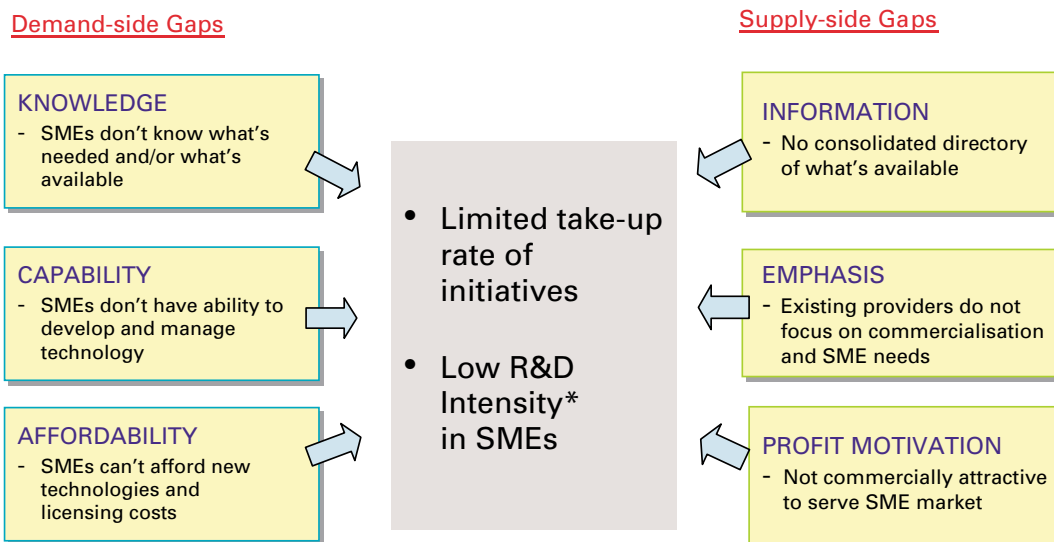 Demand-side Gaps
KNOWLEDGE
- SMEs don't know what's
needed and/or what's
available
CAPABILITY
- SMEs don't have ability to
develop and manage
technology
AFFORDABILITY
- SMEs can't afford new
technologies and
licensing costs
• Limited take-up
rate of
initiatives
• Low R&D
Intensity*
in SMEs
Supply-side Gaps
INFORMATION
- No consolidated directory
of what's available
EMPHASIS
- Existing providers do not
focus on commercialisation
and SME needs
PROFIT MOTIVATION
- Not commercially attractive
to serve SME market